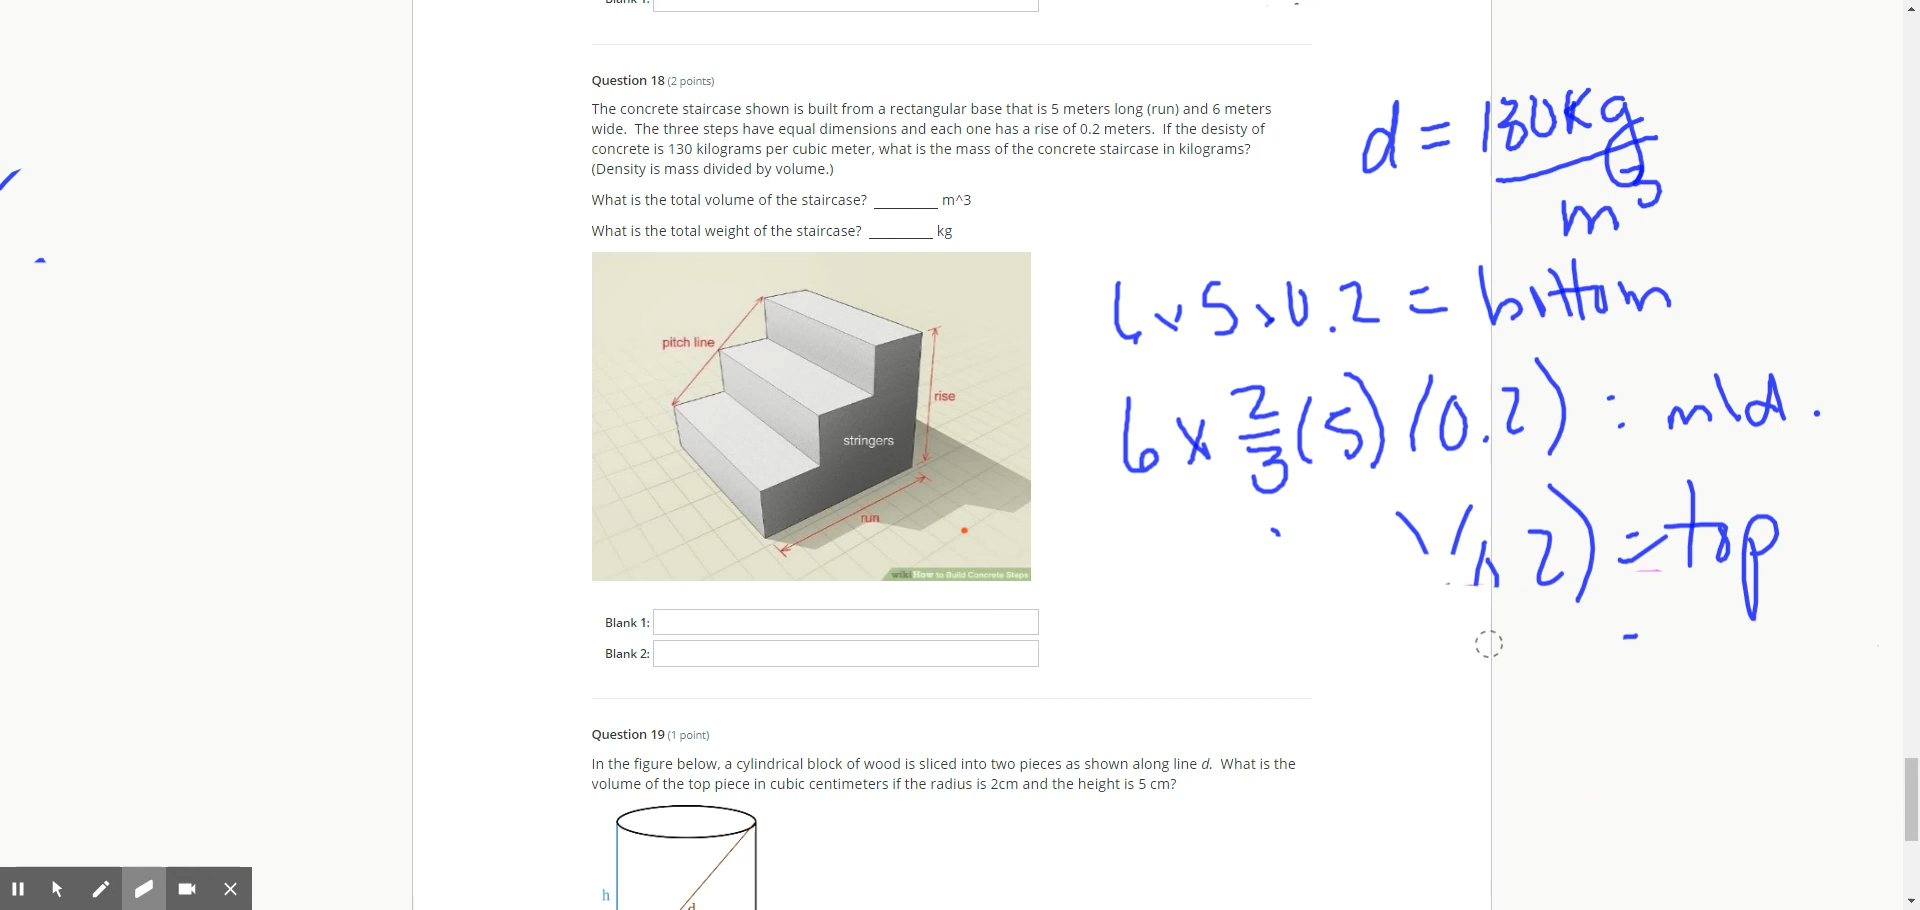 Blank 1:
Question 18 (2 points)
The concrete staircase shown is built from a rectangular base that is 5 meters long (run) and 6 meters
wide. The three steps have equal dimensions and each one has a rise of 0.2 meters. If the desisty of
concrete is 130 kilograms per cubic meter, what is the mass of the concrete staircase in kilograms?
(Density is mass divided by volume.)
What is the total volume of the staircase? ________ m^3
What is the total weight of the staircase? ________ kg
pitch line
rise
stringers
run
wikiHow to Build Concrete Steps
Blank 1:
Blank 2:
d = 130kg
m3
6 x 5 x 0.2 = bottom
6 x 2/3 (5) (0.2) = mid.
2) = top
Question 19 (1 point)
In the figure below, a cylindrical block of wood is sliced into two pieces as shown along line d. What is the
volume of the top piece in cubic centimeters if the radius is 2cm and the height is 5 cm?
h
d